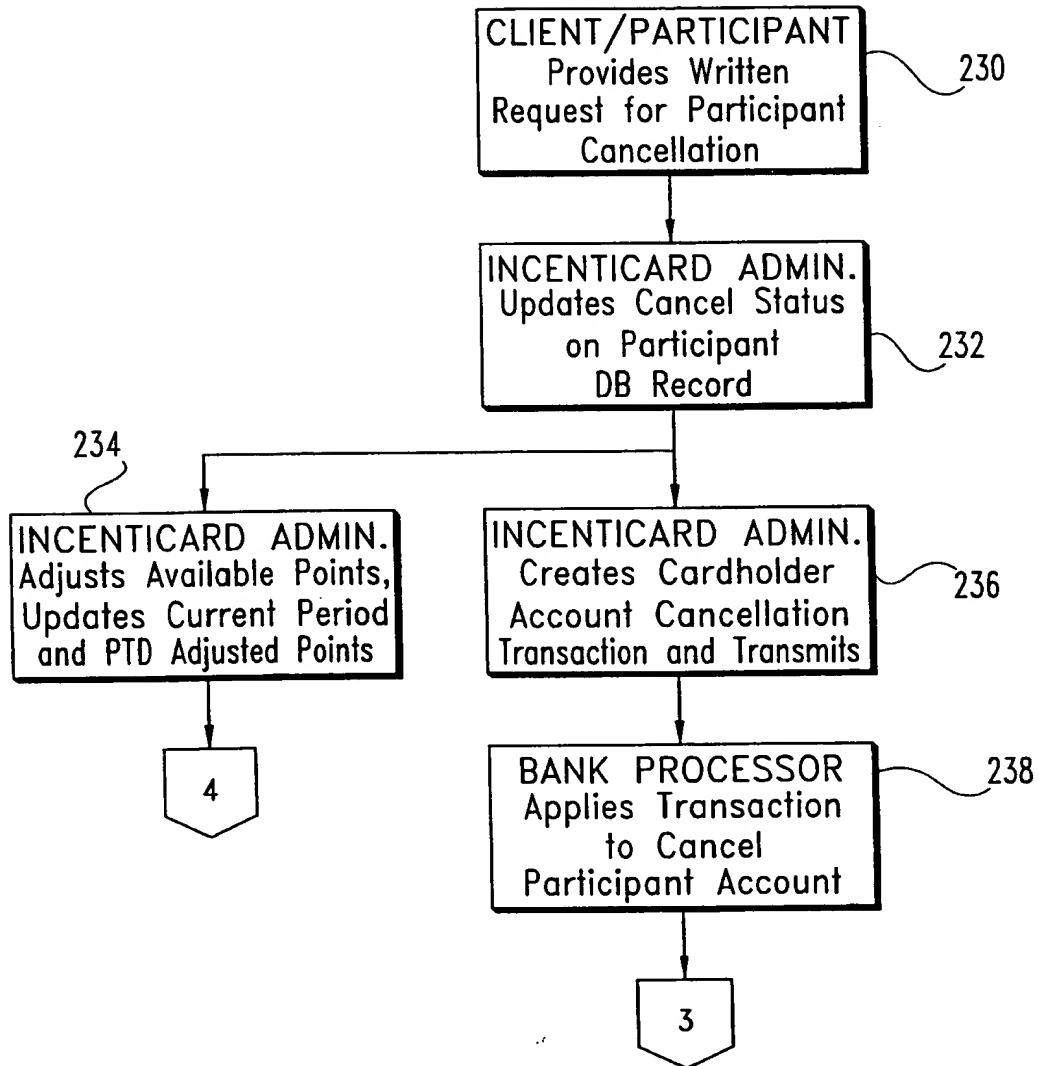 CLIENT/PARTICIPANT
Provides Written
Request for Participant
Cancellation
230
INCENTICARD ADMIN.
Updates Cancel Status
on Participant
DB Record
232
234
INCENTICARD ADMIN.
Adjusts Available Points,
Updates Current Period
and PTD Adjusted Points
INCENTICARD ADMIN.
Creates Cardholder
Account Cancellation
Transaction and Transmits
236
4
BANK PROCESSOR
Applies Transaction
to Cancel
Participant Account
238
3